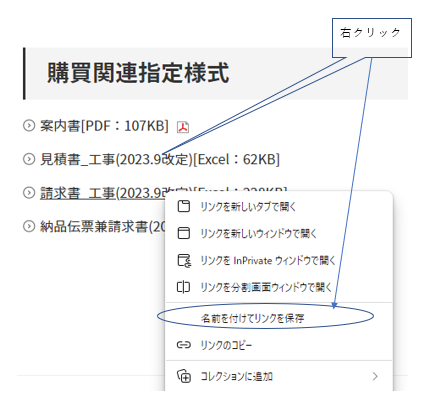 右クリック
購買関連指定様式
案内書[PDF：107KB]
見積書_工事(2023.9改定)[Excel：62KB]
請求書_工事(2023.9改定)[Excel：228KB]
納品伝票兼請求書(20
リンクを新しいタブで開く
リンクを新しいウィンドウで開く
リンクを InPrivate ウィンドウで開く
リンクを分割画面ウィンドウで開く
名前を付けてリンクを保存
リンクのコピー
コレクションに追加